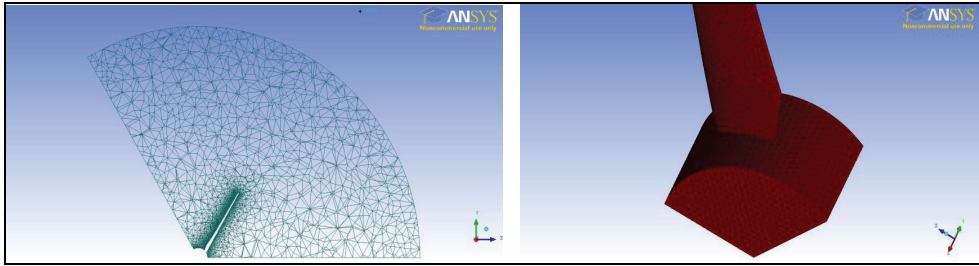 ANSYS
Noncommercial use only
Y
Z
ANSYS
Noncommercial use only